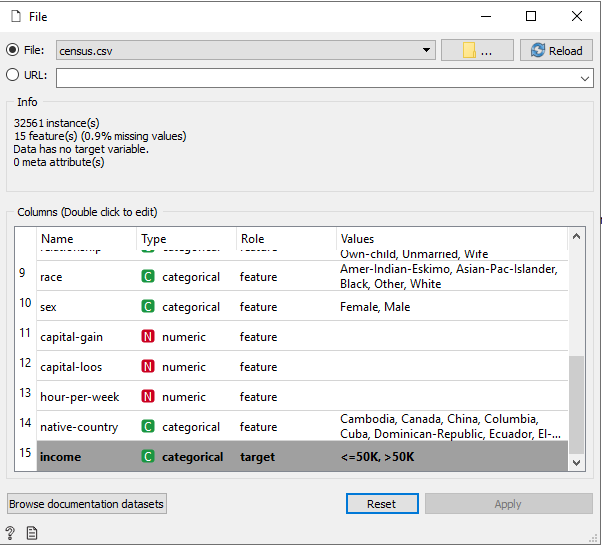 File
File: census.csv ... Reload
URL:
Info
32561 instance(s)
15 feature(s) (0.9% missing values)
Data has no target variable.
0 meta attribute(s)
Columns (Double click to edit)
Name Type Role Values
relationship categorical feature Own-child, Unmarried, Wife
9 race C categorical feature Amer-Indian-Eskimo, Asian-Pac-Islander,
Black, Other, White
10 sex C categorical feature Female, Male
11 capital-gain N numeric feature
12 capital-loos N numeric feature
13 hour-per-week N numeric feature
14 native-country C categorical feature Cambodia, Canada, China, Columbia,
Cuba, Dominican-Republic, Ecuador, El-...
15 income C categorical target <=50K, >50K
Browse documentation datasets Reset Apply
?